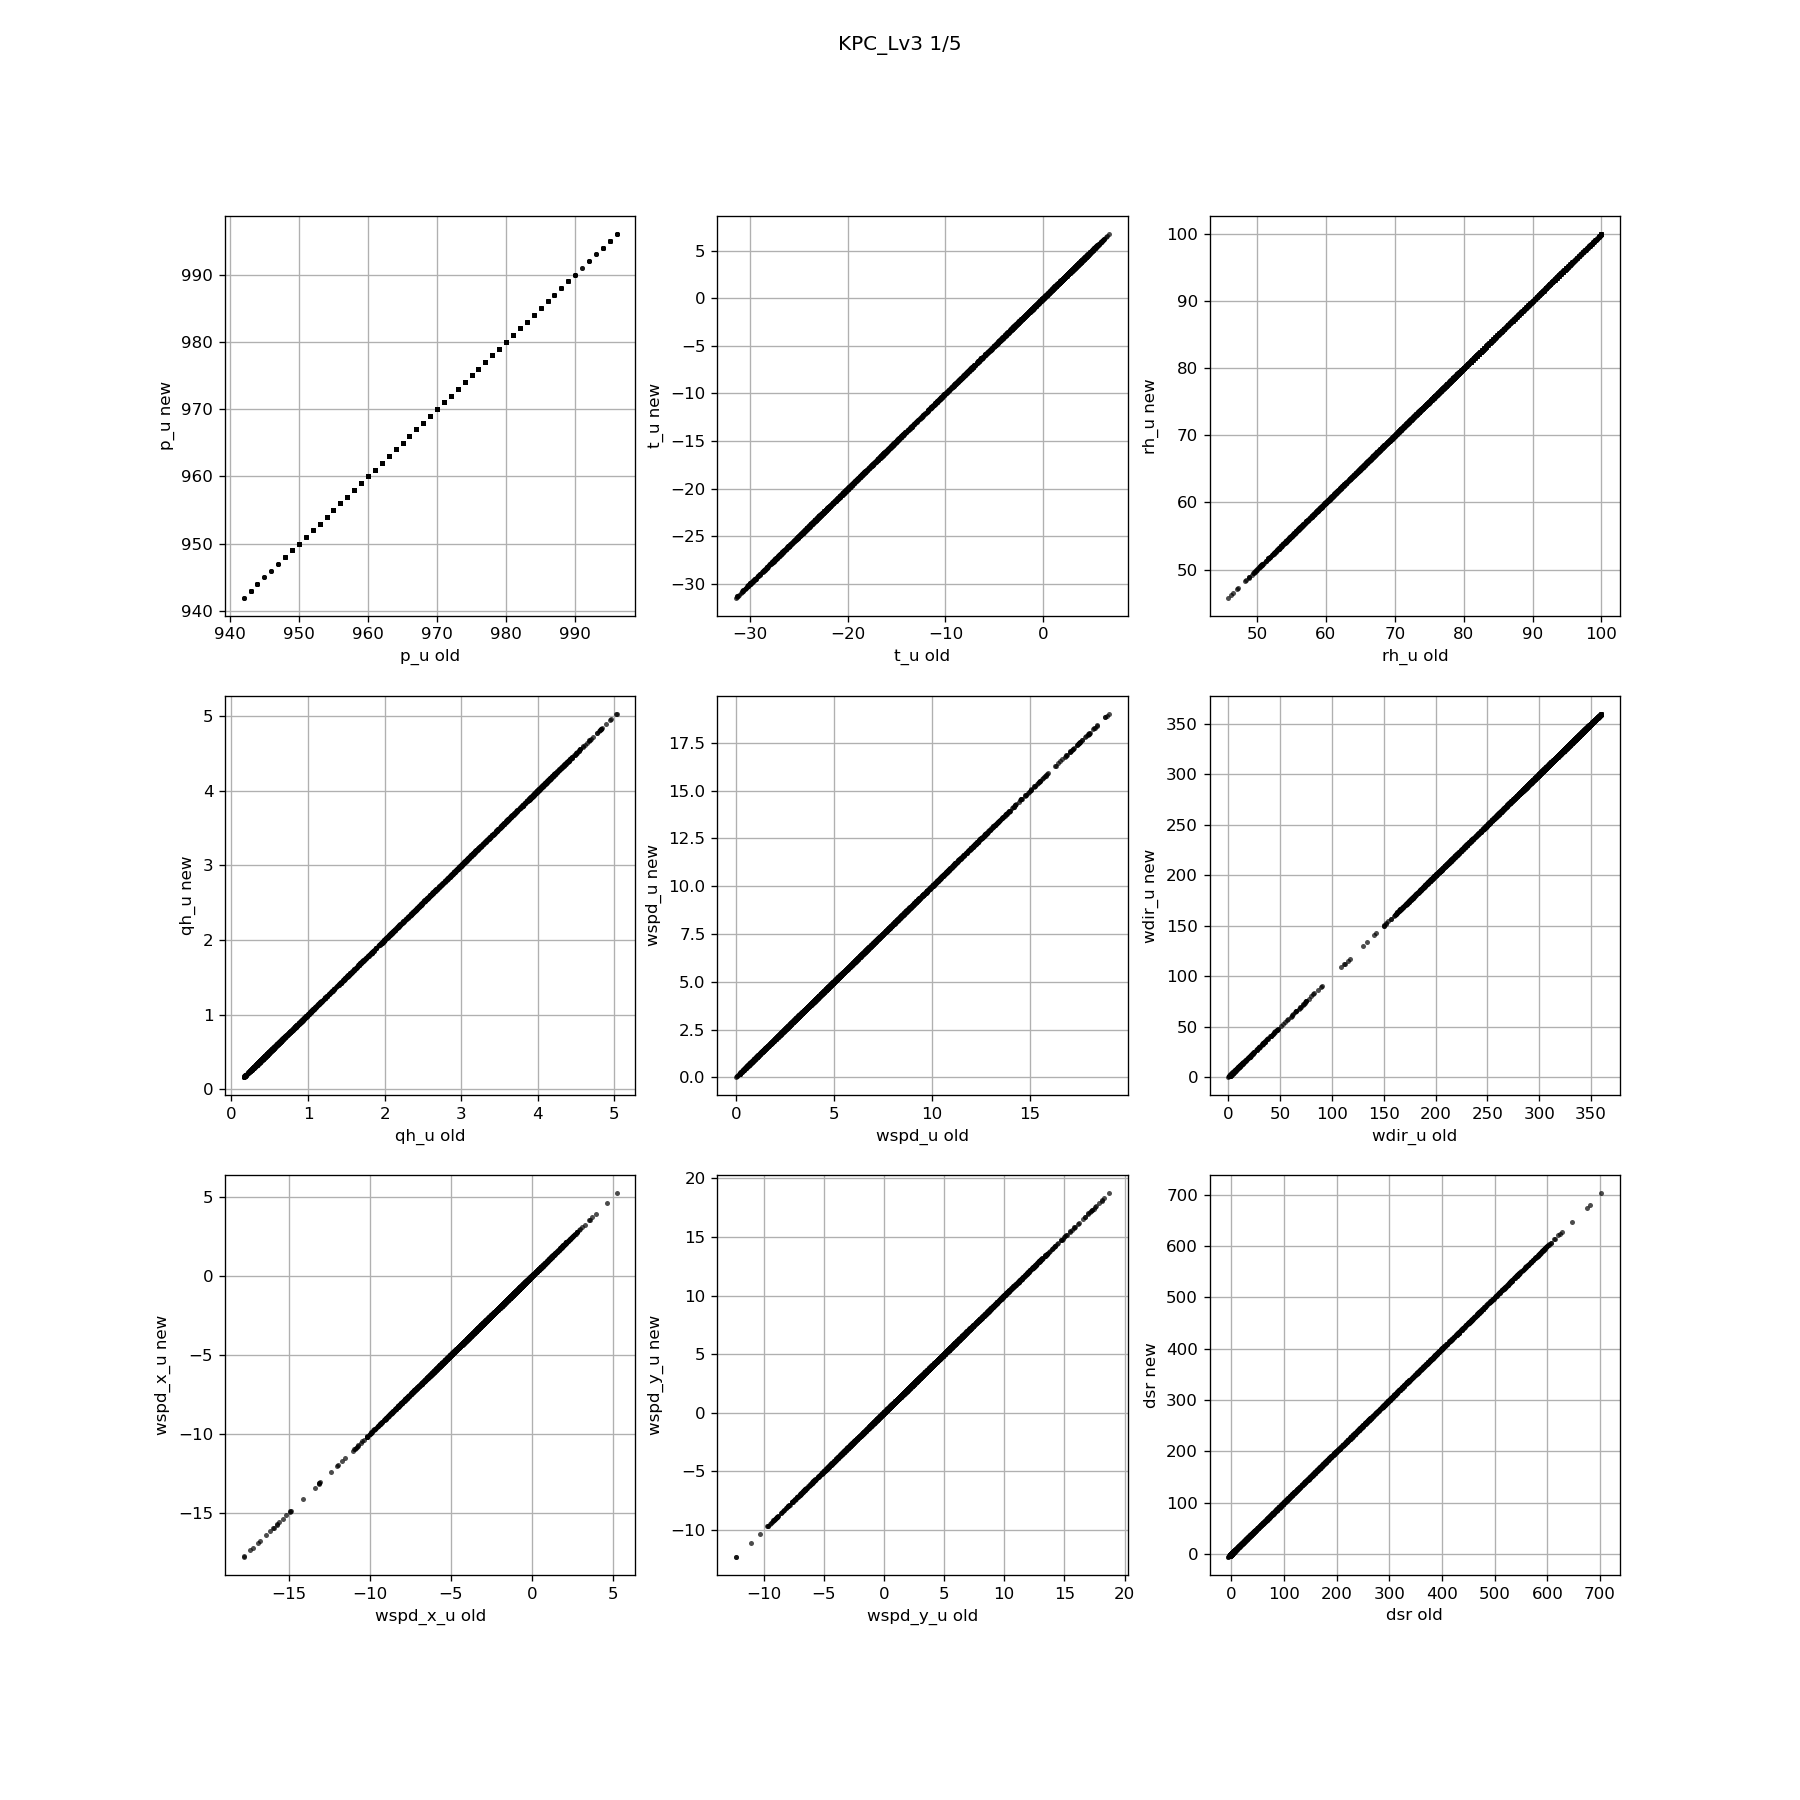 KPC_Lv3 1/5
990
980
970
960
950
940
p_u new
940 950 960 970 980 990
p_u old
5
0
−5
−10
−15
−20
−25
−30
t_u new
−30 −20 −10 0
t_u old
100
90
80
70
60
50
rh_u new
50 60 70 80 90 100
rh_u old
5
4
3
2
1
0
qh_u new
0 1 2 3 4 5
qh_u old
17.5
15.0
12.5
10.0
7.5
5.0
2.5
0.0
wspd_u new
0 5 10 15
wspd_u old
350
300
250
200
150
100
50
0
wdir_u new
0 50 100 150 200 250 300 350
wdir_u old
5
0
−5
−10
−15
wspd_x_u new
−15 −10 −5 0 5
wspd_x_u old
20
15
10
5
0
−5
−10
wspd_y_u new
−10 −5 0 5 10 15 20
wspd_y_u old
700
600
500
400
300
200
100
0
dsr new
0 100 200 300 400 500 600 700
dsr old